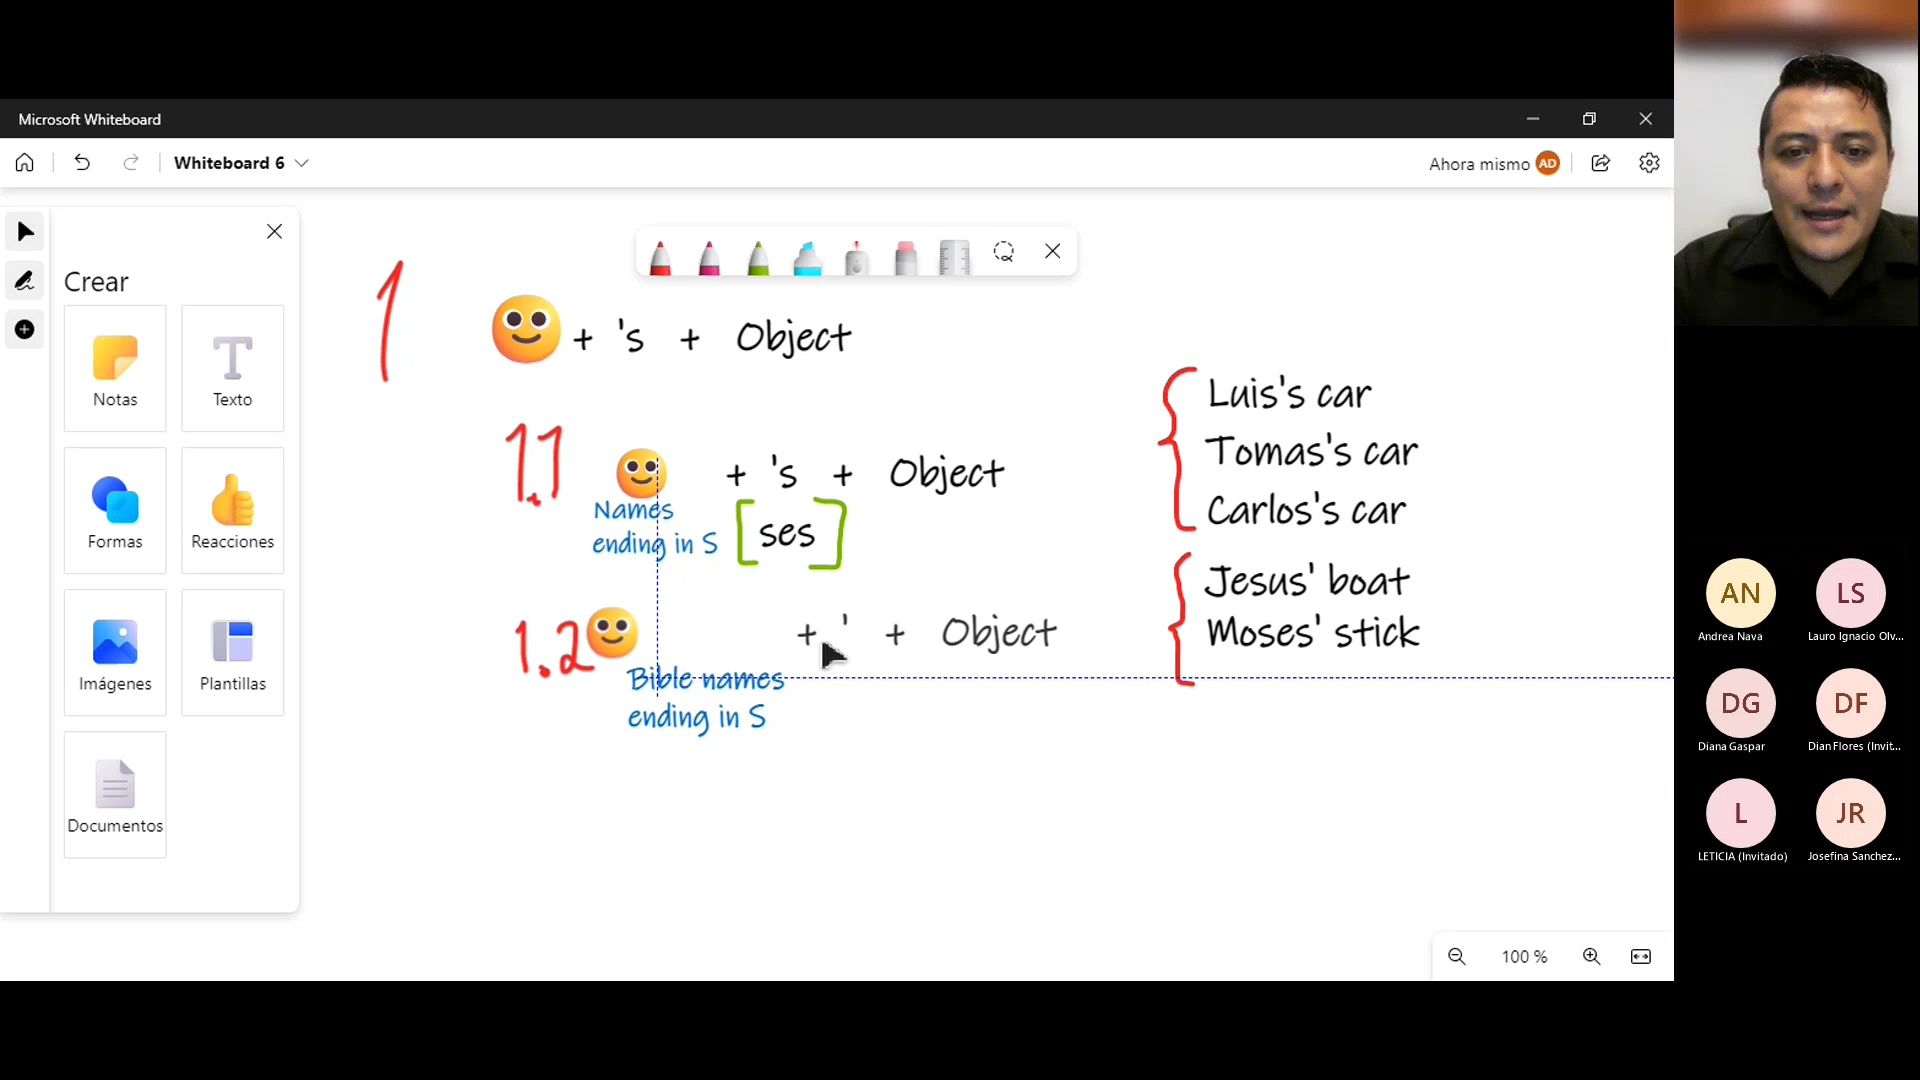 Microsoft Whiteboard
Whiteboard 6
Ahora mismo AD
Crear
Notas
Texto
Formas
Reacciones
Imágenes
Plantillas
Documentos
1
+ 's + Object
1.1
+ 's + Object
Names
ending in S
[ses]
1.2
+ ' + Object
Bible names
ending in S
Luis's car
Tomas's car
Carlos's car
Jesus' boat
Moses' stick
100 %
AN
Andrea Nava
LS
Lauro Ignacio Olv...
DG
Diana Gaspar
DF
Dian Flores (Invit...
L
LETICIA (Invitado)
JR
Josefina Sanchez...